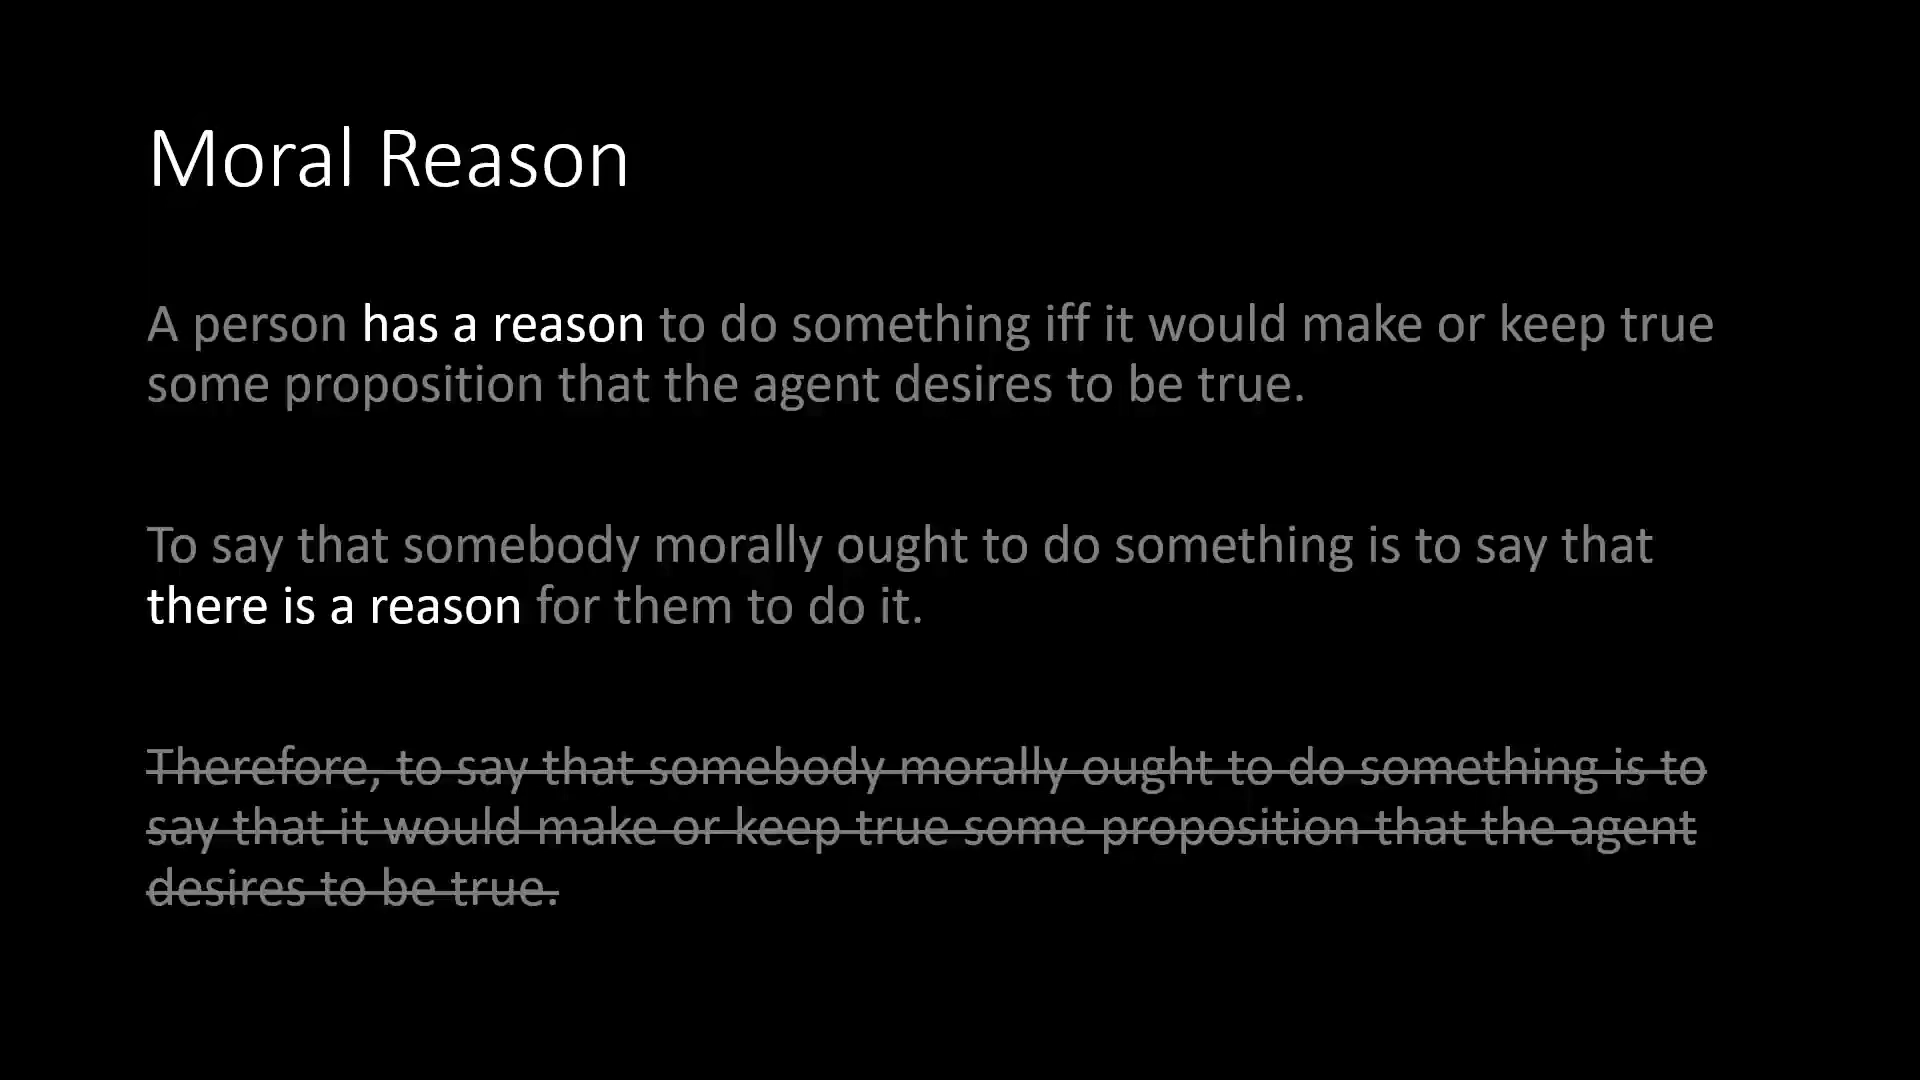 Moral Reason
A person has a reason to do something iff it would make or keep true
some proposition that the agent desires to be true.
To say that somebody morally ought to do something is to say that
there is a reason for them to do it.
Therefore, to say that somebody morally ought to do something is to
say that it would make or keep true some proposition that the agent
desires to be true.